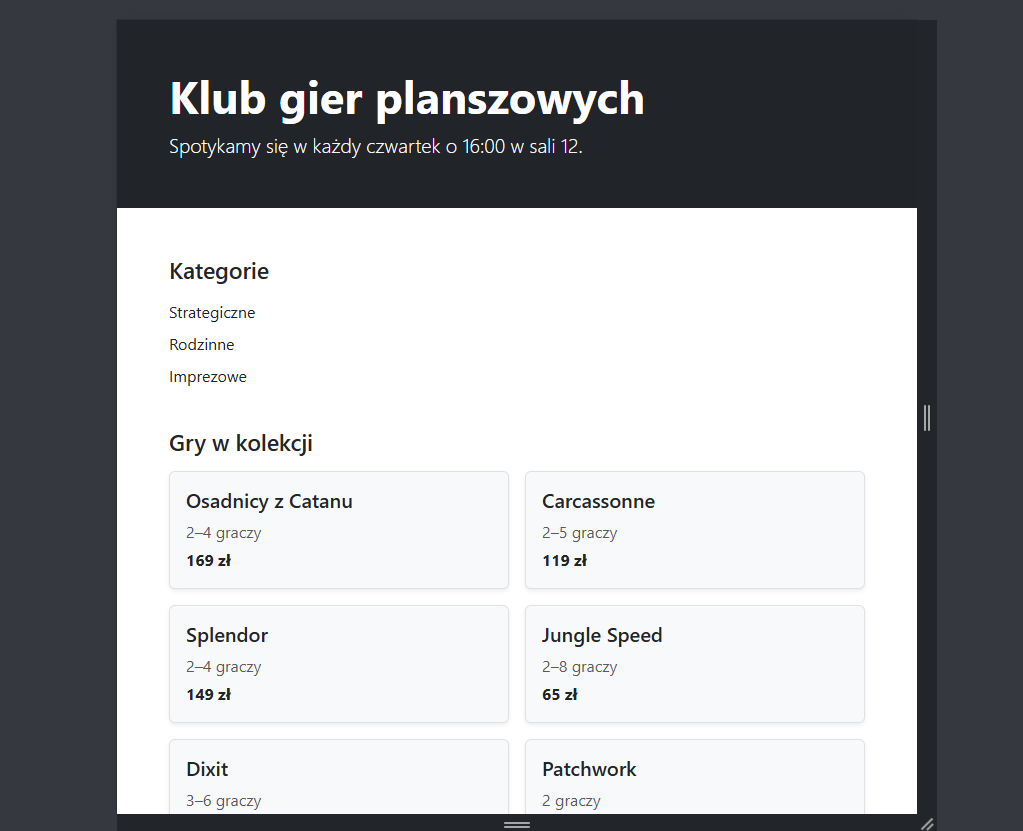 Klub gier planszowych
Spotykamy się w każdy czwartek o 16:00 w sali 12.
Kategorie
Strategiczne
Rodzinne
Imprezowe
Gry w kolekcji
Osadnicy z Catanu
2–4 graczy
169 zł
Carcassonne
2–5 graczy
119 zł
Splendor
2–4 graczy
149 zł
Jungle Speed
2–8 graczy
65 zł
Dixit
3–6 graczy
Patchwork
2 graczy